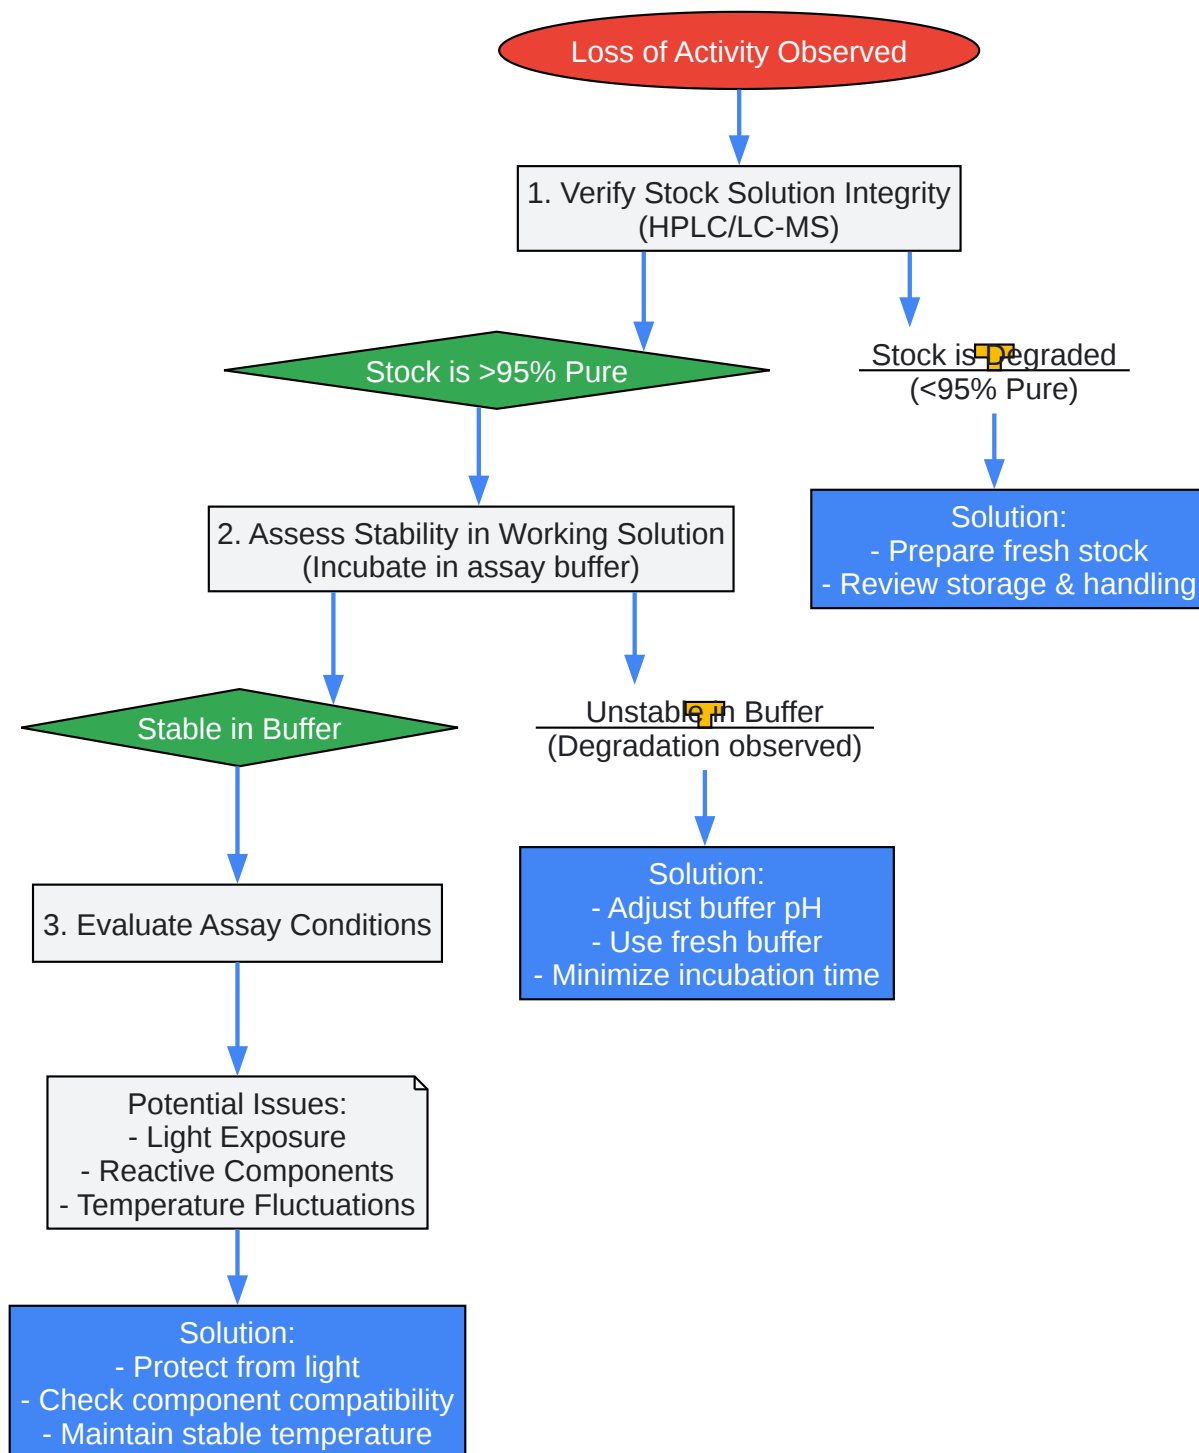 Loss of Activity Observed
1. Verify Stock Solution Integrity
(HPLC/LC-MS)
Stock is >95% Pure
Stock is Degraded
(<95% Pure)
2. Assess Stability in Working Solution
(Incubate in assay buffer)
Solution:
- Prepare fresh stock
- Review storage & handling
Stable in Buffer
Unstable in Buffer
(Degradation observed)
3. Evaluate Assay Conditions
Solution:
- Adjust buffer pH
- Use fresh buffer
- Minimize incubation time
Potential Issues:
- Light Exposure
- Reactive Components
- Temperature Fluctuations
Solution:
- Protect from light
- Check component compatibility
- Maintain stable temperature